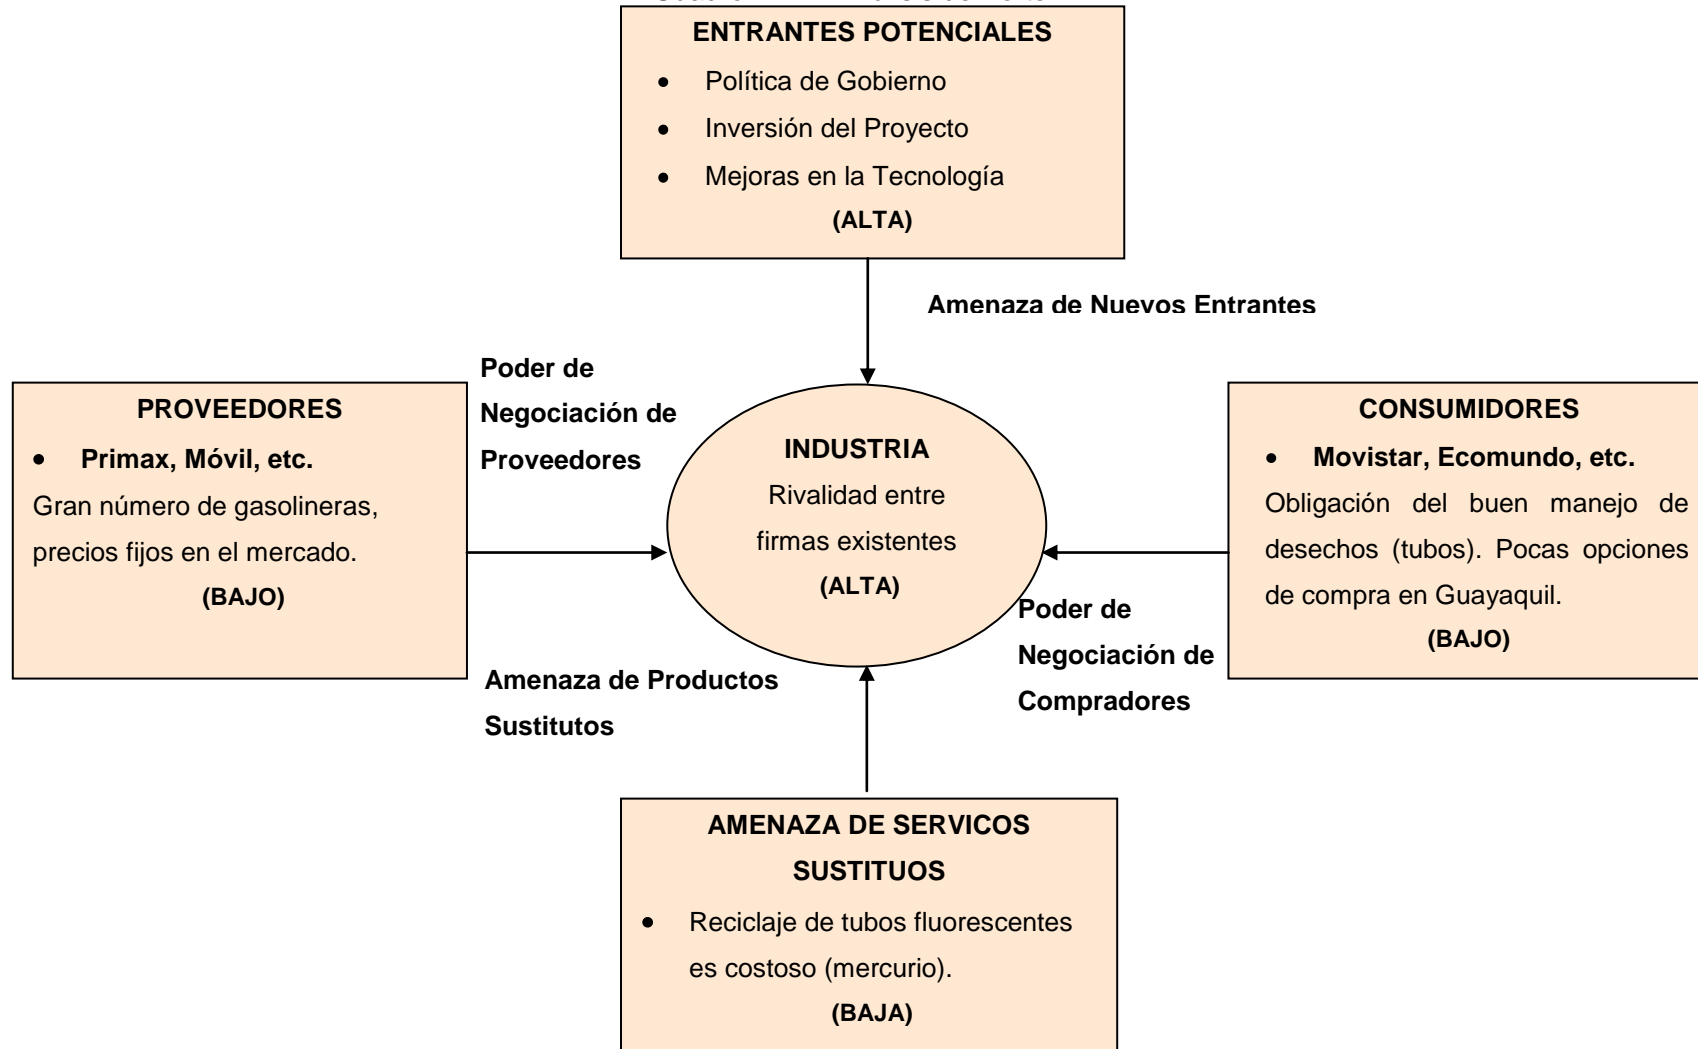 ENTRANTES POTENCIALES
• Política de Gobierno
• Inversión del Proyecto
• Mejoras en la Tecnología
(ALTA)
Amenaza de Nuevos Entrantes
Poder de
Negociación de
Proveedores
PROVEEDORES
• Primax, Móvil, etc.
Gran número de gasolineras,
precios fijos en el mercado.
(BAJO)
INDUSTRIA
Rivalidad entre
firmas existentes
(ALTA)
CONSUMIDORES
• Movistar, Ecomundo, etc.
Obligación del buen manejo de
desechos (tubos). Pocas opciones
de compra en Guayaquil.
(BAJO)
Poder de
Negociación de
Compradores
Amenaza de Productos
Sustitutos
AMENAZA DE SERVICOS
SUSTITUOS
• Reciclaje de tubos fluorescentes
es costoso (mercurio).
(BAJA)